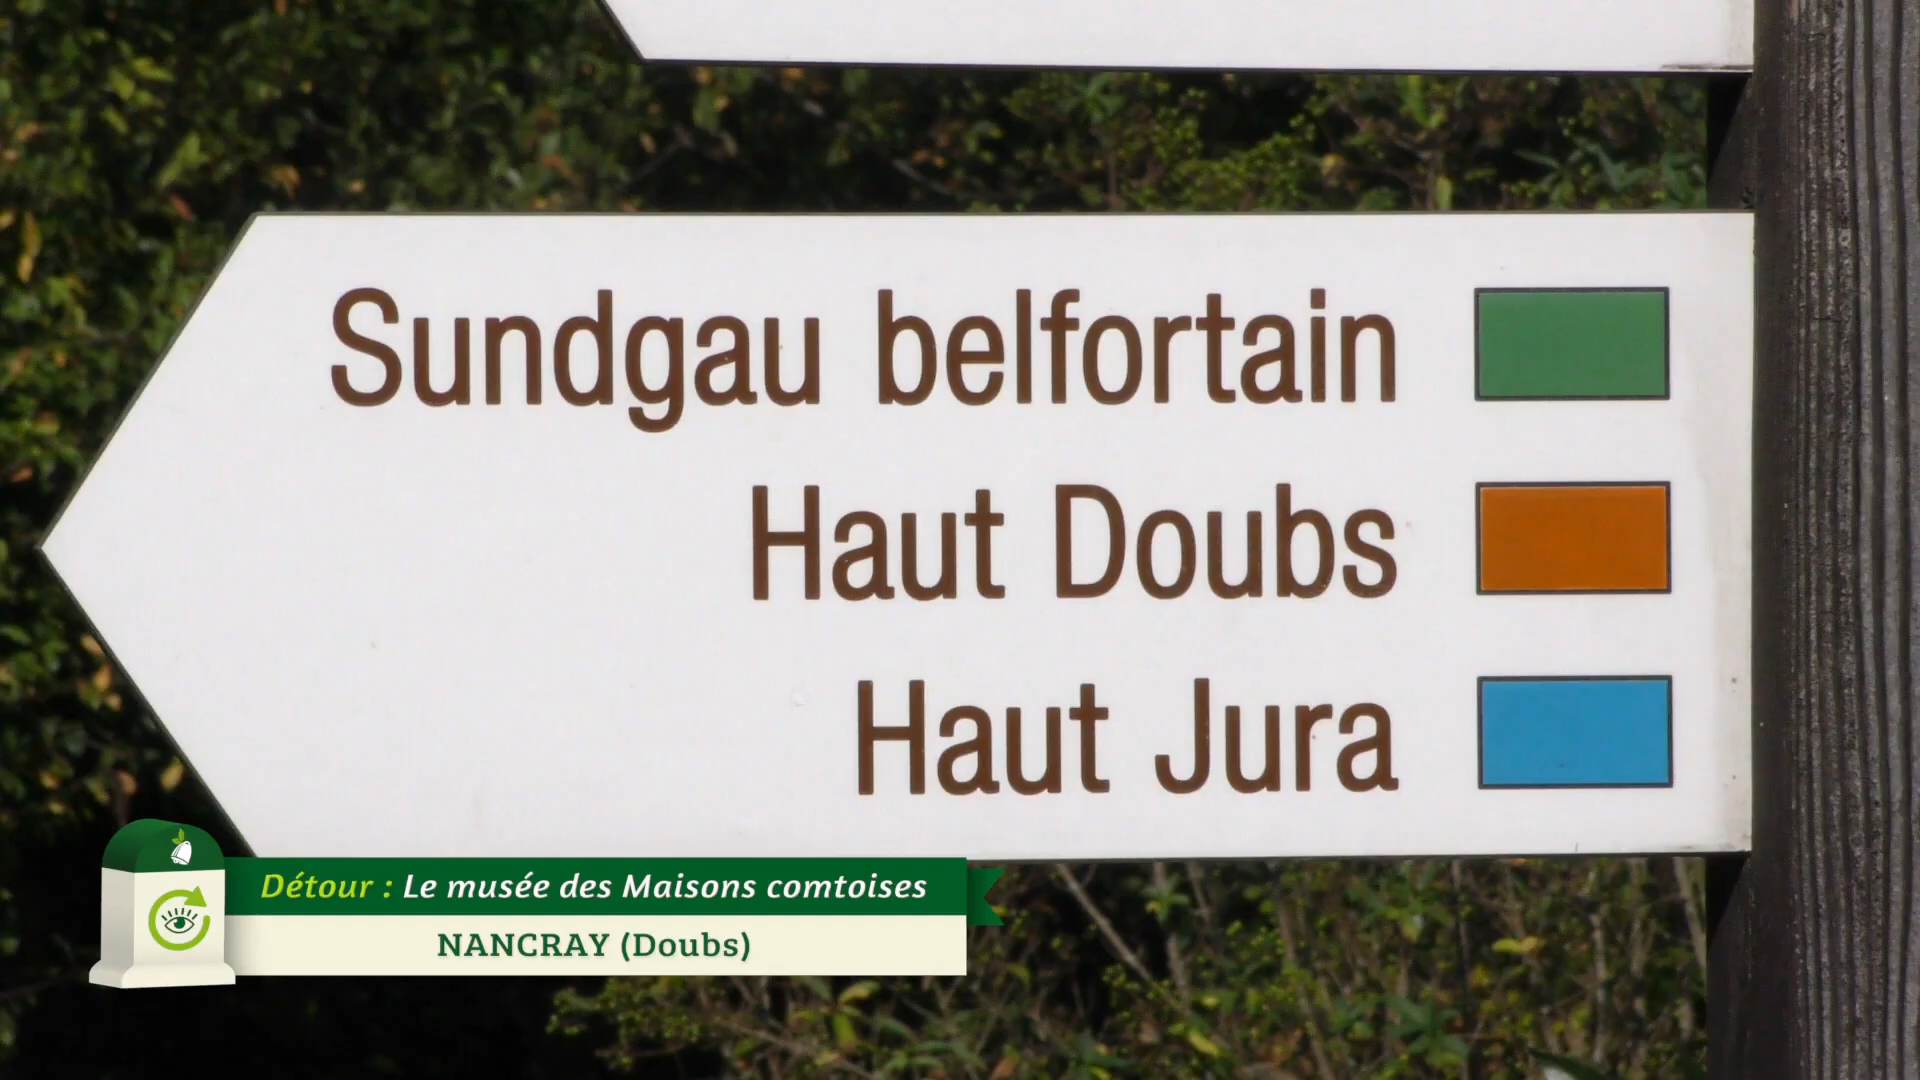 Sundgau belfortain
Haut Doubs
Haut Jura
Détour : Le musée des Maisons comtoises
NANCRAY (Doubs)